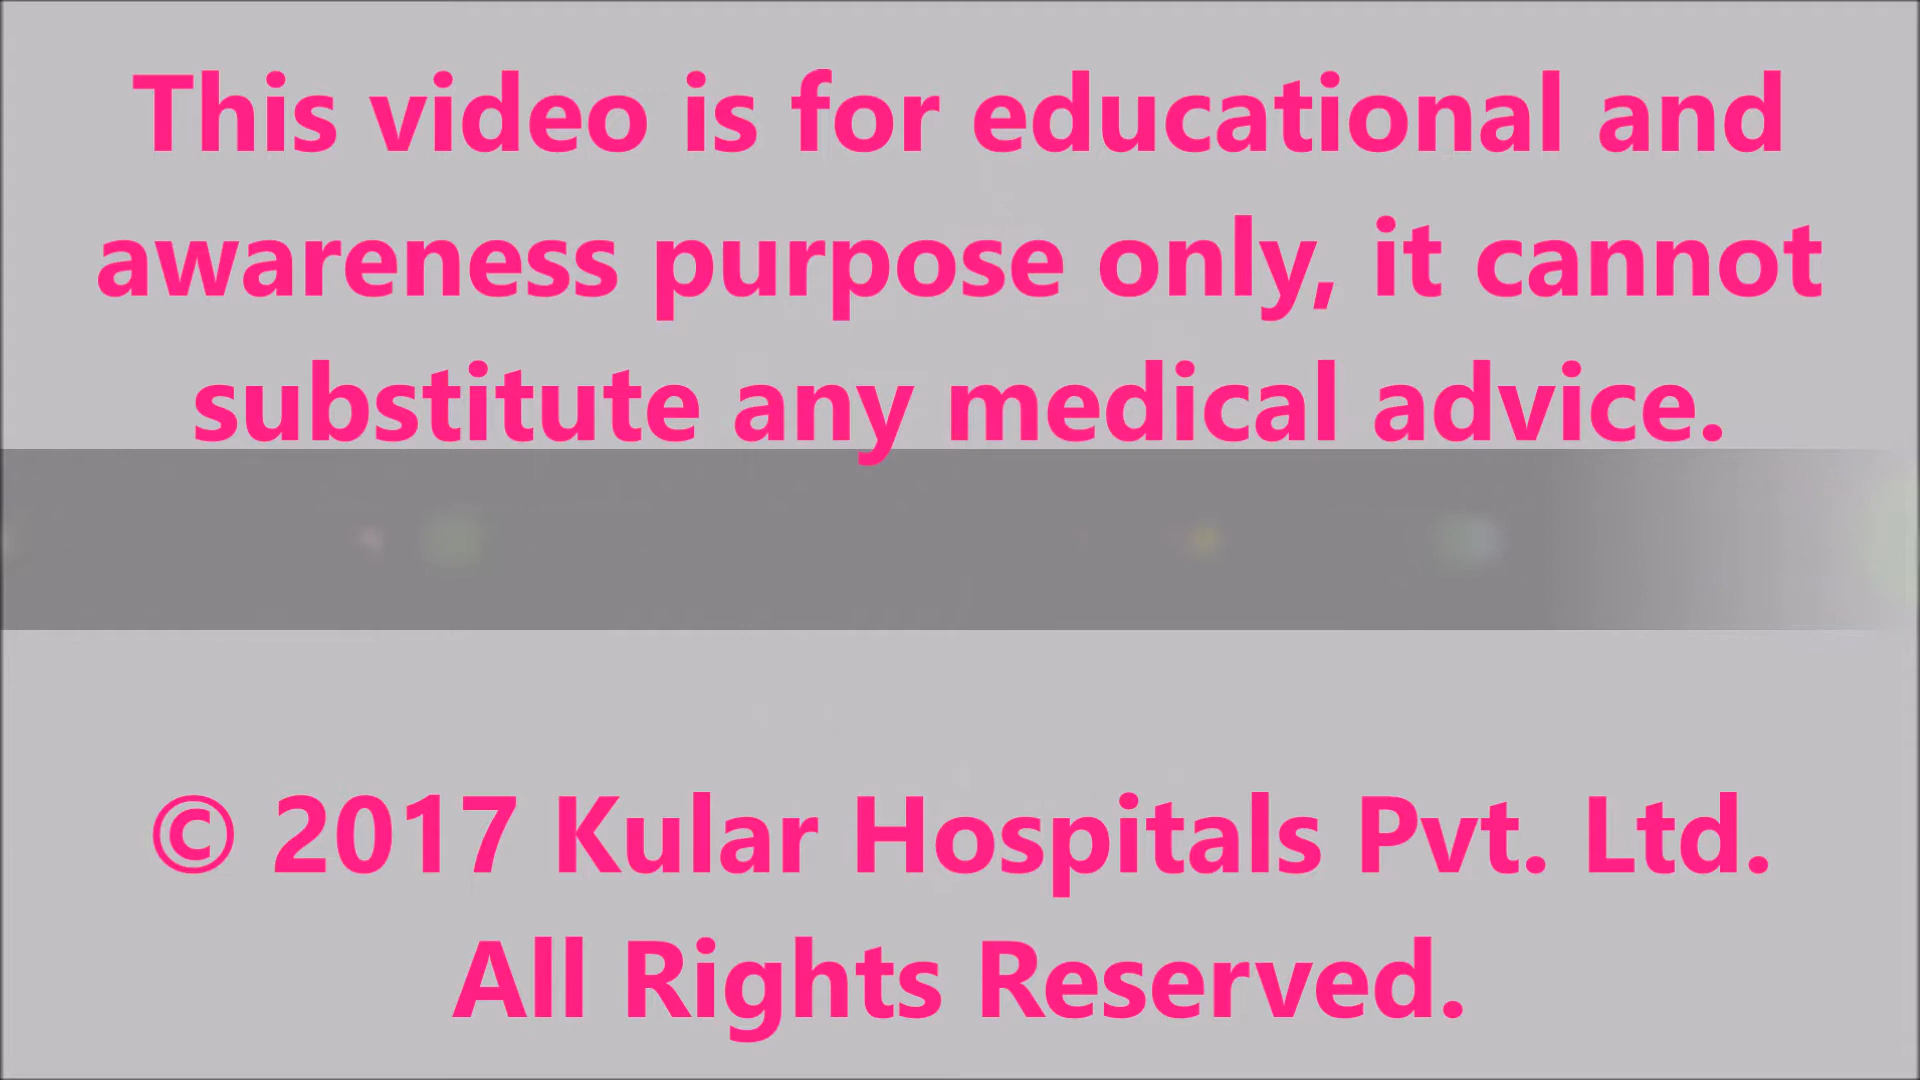 This video is for educational and
awareness purpose only, it cannot
substitute any medical advice.
© 2017 Kular Hospitals Pvt. Ltd.
All Rights Reserved.